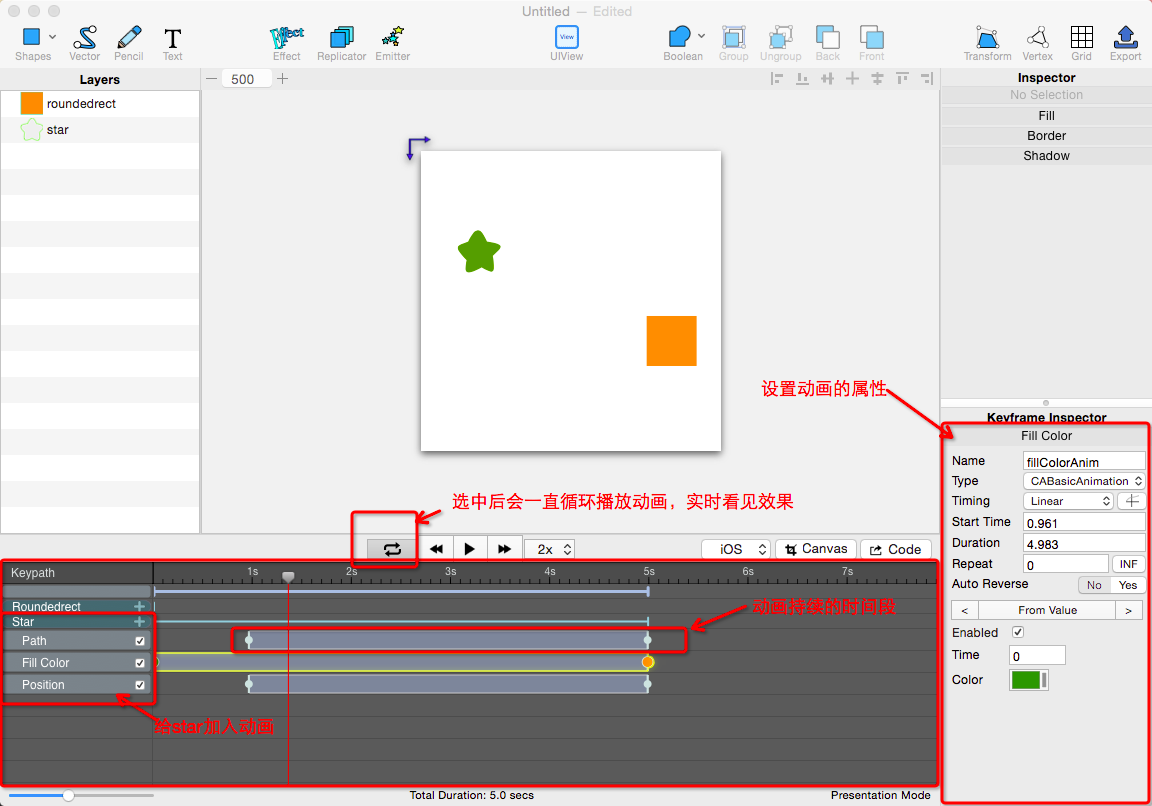 Untitled — Edited
Shapes Vector Pencil Text Effect Replicator Emitter UIView Boolean Group Ungroup Back Front Transform Vertex Grid Export
T
Effect
View
Layers
500
Inspector
roundedrect
star
No Selection
Fill
Border
Shadow
设置动画的属性
Keyframe Inspector
Fill Color
Name fillColorAnim
Type CABasicAnimation
Timing Linear
Start Time 0.961
Duration 4.983
Repeat 0 INF
Auto Reverse No Yes
< From Value >
Enabled
Time 0
Color
选中后会一直循环播放动画，实时看见效果
2x iOS Canvas Code
Keypath 1s 2s 3s 4s 5s 6s 7s
Roundedrect +
Star +
动画持续的时间段
Path
Fill Color
Position
给star加入动画
Total Duration: 5.0 secs
Presentation Mode